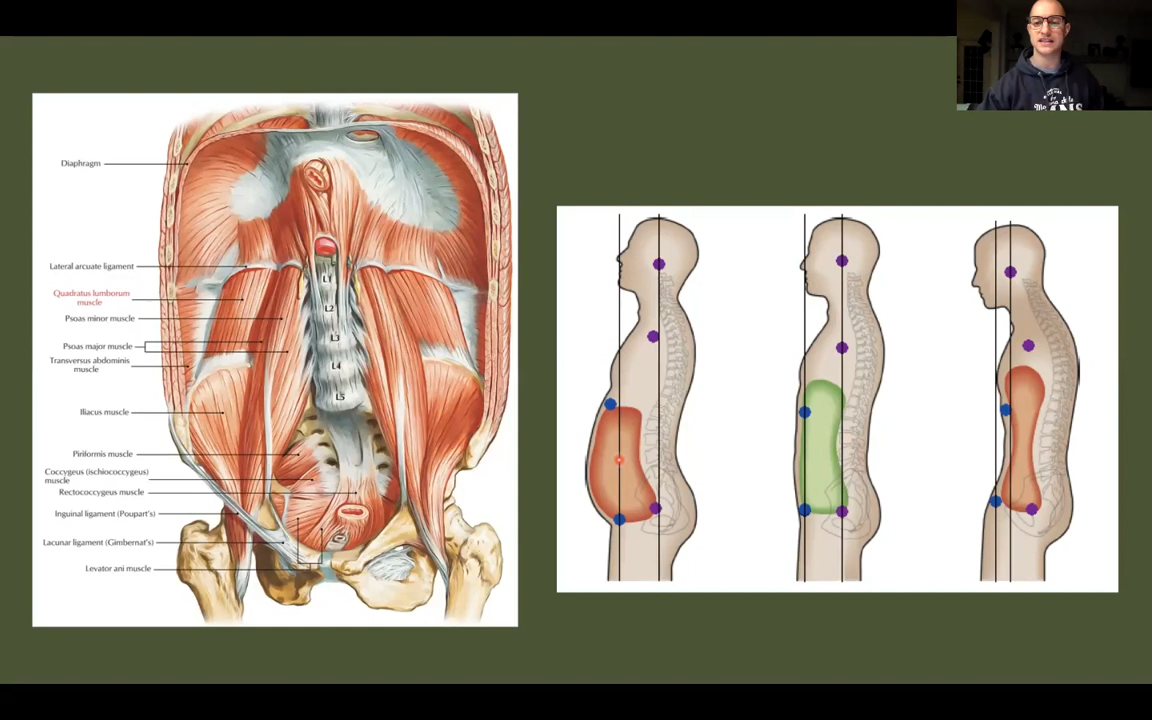 Diaphragm
Lateral arcuate ligament
Quadratus lumborum
muscle
Psoas minor muscle
Psoas major muscle
Transversus abdominis
muscle
Iliacus muscle
Piriformis muscle
Coccygeus (ischiococcygeus)
muscle
Rectococcygeus muscle
Inguinal ligament (Poupart's)
Lacunar ligament (Gimbernat's)
Levator ani muscle
L1
L2
L3
L4
L5